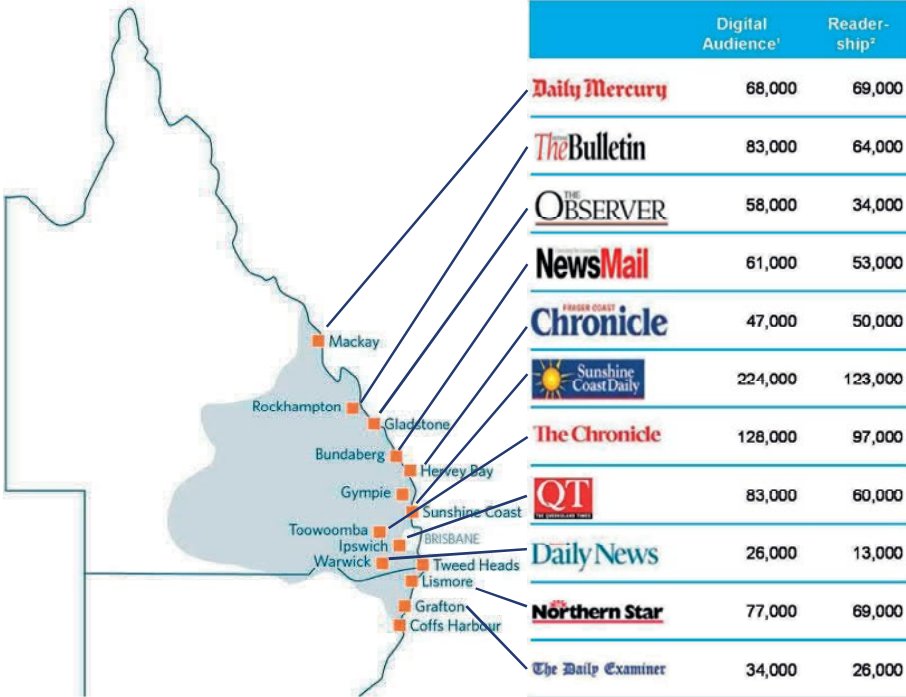 Digital Reader-
Audience¹ ship²
Daily Mercury 68,000 69,000
The Bulletin 83,000 64,000
THE
OBSERVER 58,000 34,000
NewsMail 61,000 53,000
FRASER COAST
Chronicle 47,000 50,000
Sunshine
Coast Daily 224,000 123,000
The Chronicle 128,000 97,000
QT 83,000 60,000
THE QUEENSLAND TIMES
Daily News 26,000 13,000
Northern Star 77,000 69,000
The Daily Examiner 34,000 26,000
Mackay
Rockhampton
Gladstone
Bundaberg
Hervey Bay
Gympie
Sunshine Coast
Toowoomba
BRISBANE
Ipswich
Warwick
Tweed Heads
Lismore
Grafton
Coffs Harbour